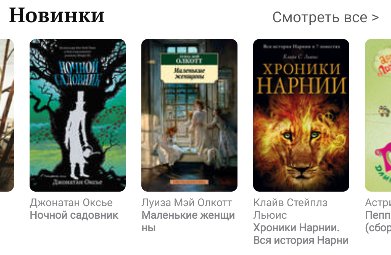 Новинки
Смотреть все >
НОЧНОЙ
САДОВНИК
Джонатан Оксье
ОЛКОТТ
Маленькие
женщины
Вся история Нарнии в 7 повестях
Клайв С. Льюис
ХРОНИКИ
НАРНИИ
Джонатан Оксье
Ночной садовник
Луиза Мэй Олкотт
Маленькие женщи
ны
Клайв Стейплз
Льюис
Хроники Нарнии.
Вся история Нарни
Астри
Пепп
(сбор